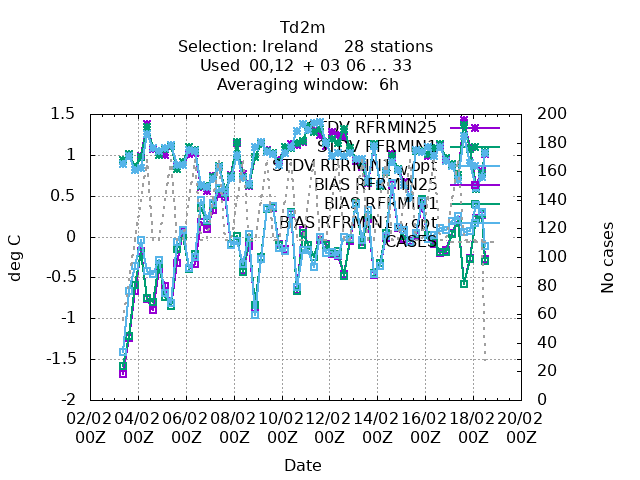 Td2m
Selection: Ireland 28 stations
Used 00,12 + 03 06 ... 33
Averaging window: 6h
1.5
1
0.5
0
-0.5
-1
-1.5
-2
deg C
200
180
160
140
120
100
80
60
40
20
0
No cases
STDV RFRMIN25
STDV RFRMIN1
BIAS RFRMIN25
BIAS RFRMIN1
CASES
02/02 04/02 06/02 08/02 10/02 12/02 14/02 16/02 18/02 20/02
00Z 00Z 00Z 00Z 00Z 00Z 00Z 00Z 00Z 00Z
Date